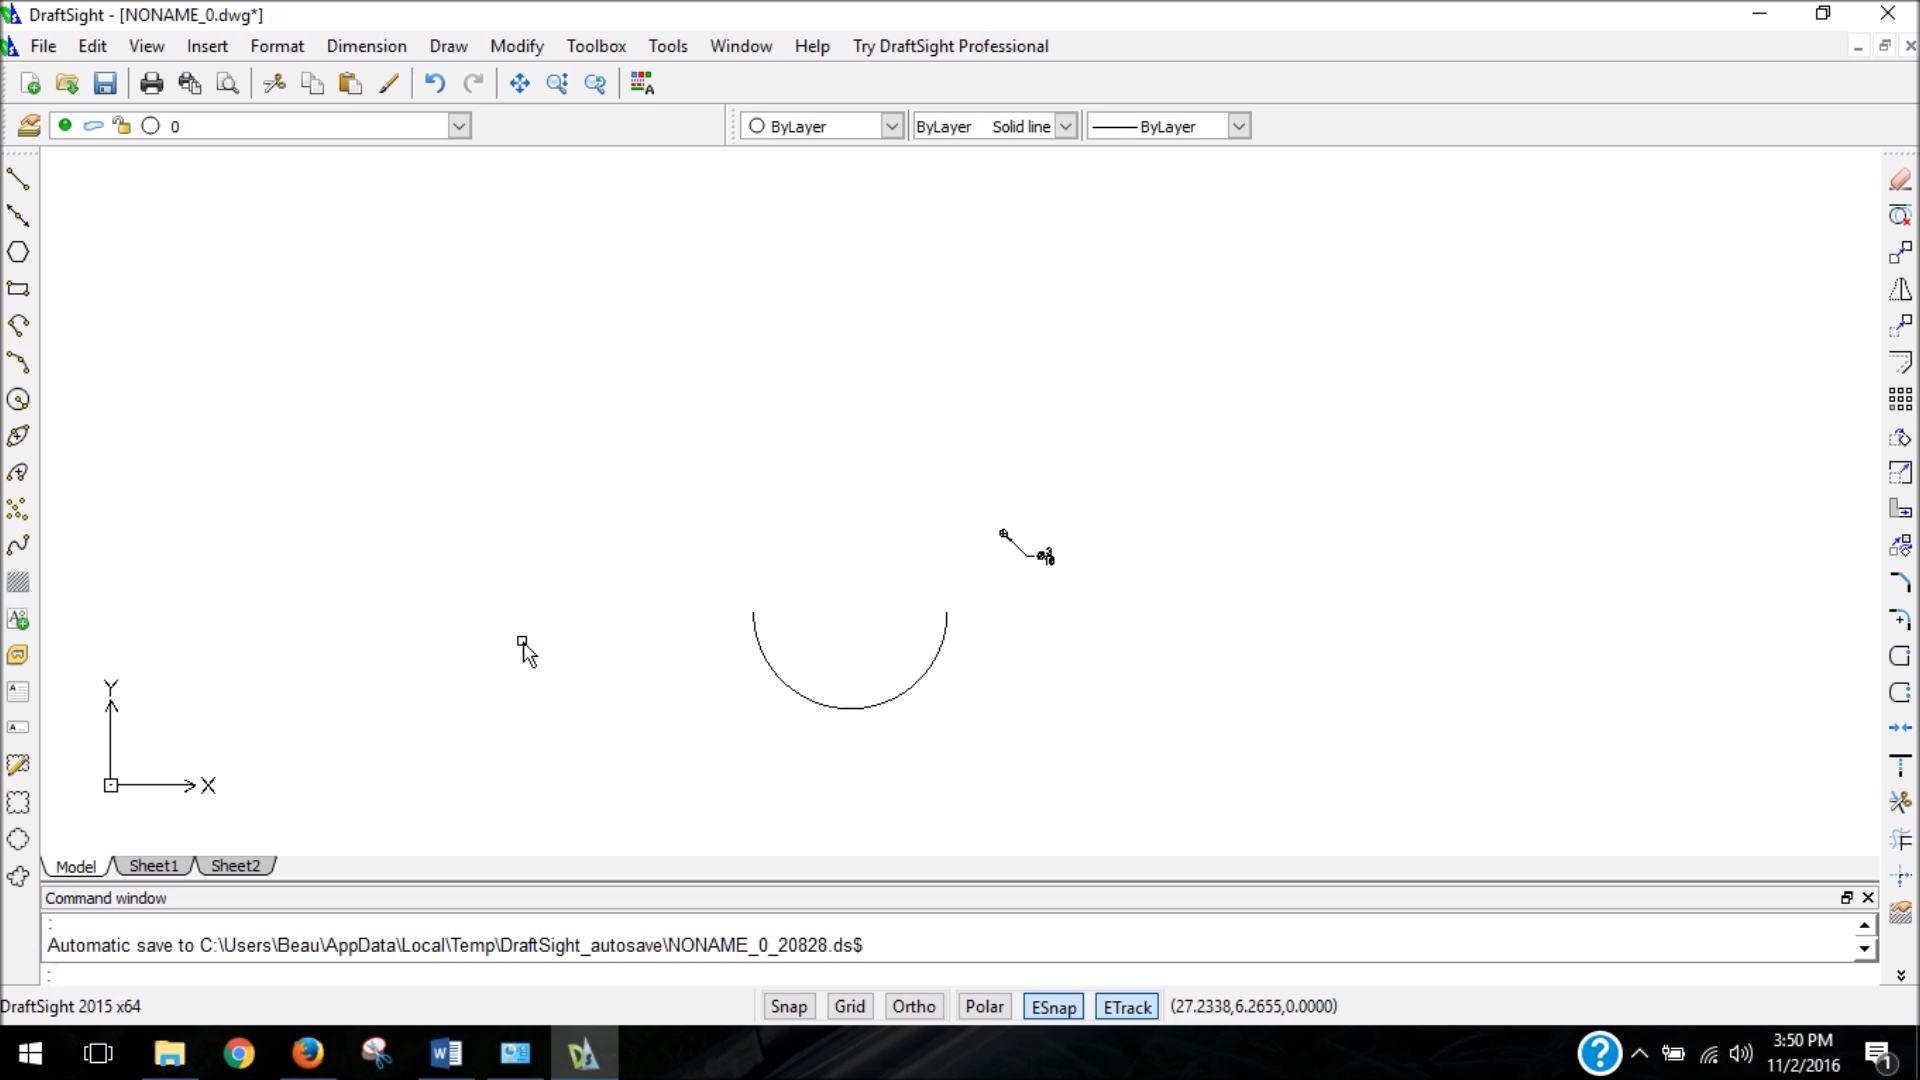 DraftSight - [NONAME_0.dwg*]
File Edit View Insert Format Dimension Draw Modify Toolbox Tools Window Help Try DraftSight Professional
0 ByLayer ByLayer Solid line ByLayer
Y
X
Model Sheet1 Sheet2
Command window
:
Automatic save to C:\Users\Beau\AppData\Local\Temp\DraftSight_autosave\NONAME_0_20828.ds$
:
DraftSight 2015 x64 Snap Grid Ortho Polar ESnap ETrack (27.2338,6.2655,0.0000)
3:50 PM
11/2/2016
1